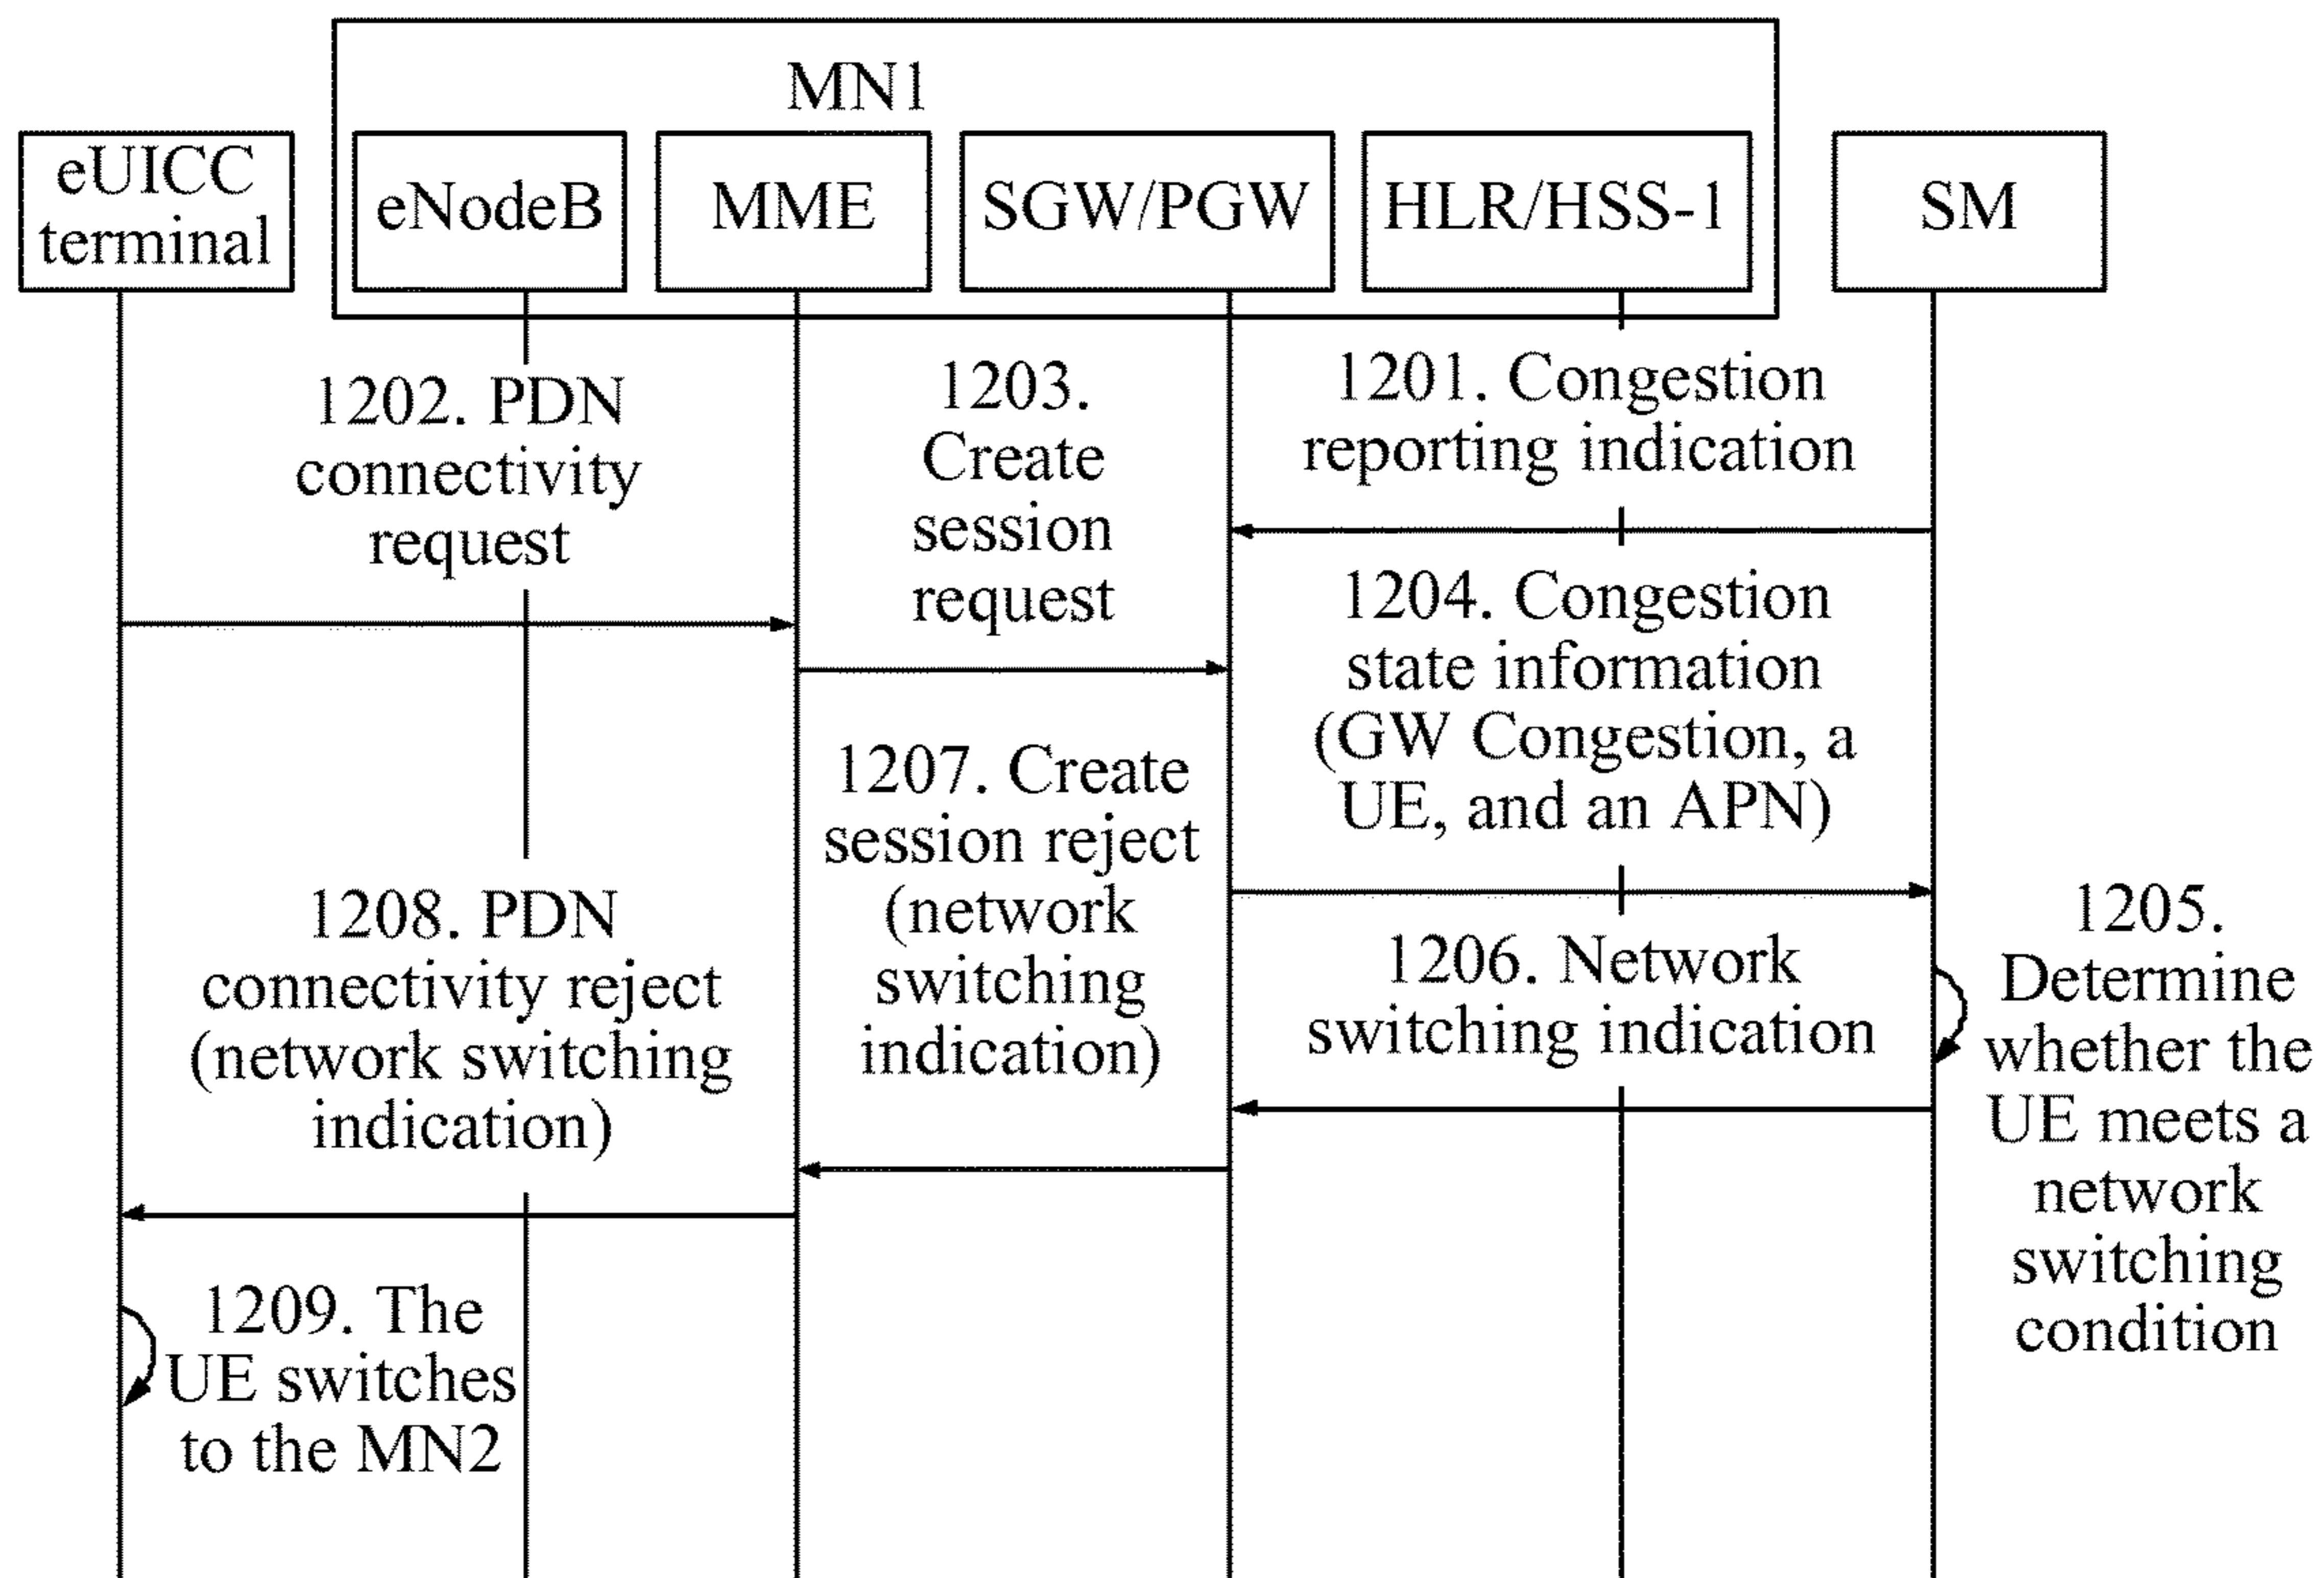 MN1
eUICC
terminal
eNodeB
MME
SGW/PGW
HLR/HSS-1
SM
1201. Congestion
reporting indication
1202. PDN
connectivity
request
1203.
Create
session
request
1204. Congestion
state information
(GW Congestion, a
UE, and an APN)
1205.
Determine
whether the
UE meets a
network
switching
condition
1206. Network
switching indication
1207. Create
session reject
(network
switching
indication)
1208. PDN
connectivity reject
(network switching
indication)
1209. The
UE switches
to the MN2